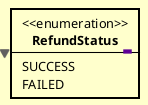 <<enumeration>>
RefundStatus
SUCCESS
FAILED